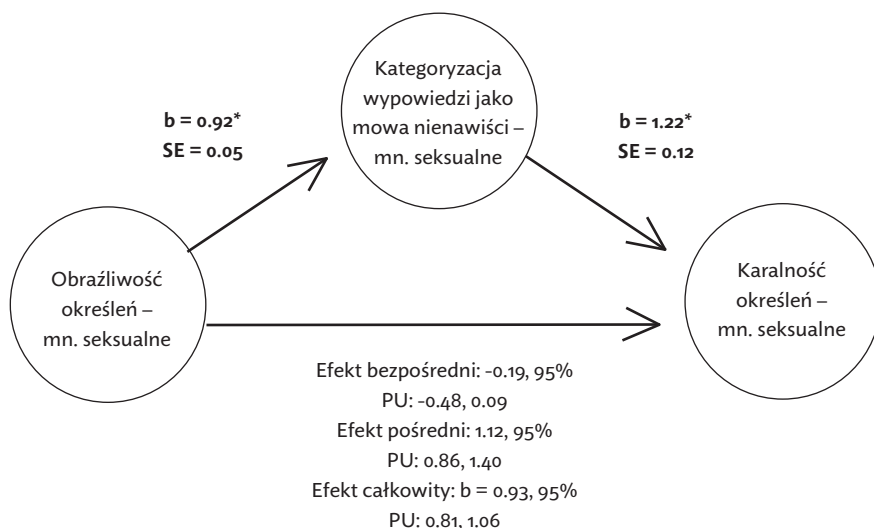 Kategoryzacja
wypowiedzi jako
mowa nienawiści –
mn. seksualne
b = 0.92*
SE = 0.05
b = 1.22*
SE = 0.12
Obraźliwość
określeń –
mn. seksualne
Karalność
określeń –
mn. seksualne
Efekt bezpośredni: -0.19, 95%
PU: -0.48, 0.09
Efekt pośredni: 1.12, 95%
PU: 0.86, 1.40
Efekt całkowity: b = 0.93, 95%
PU: 0.81, 1.06